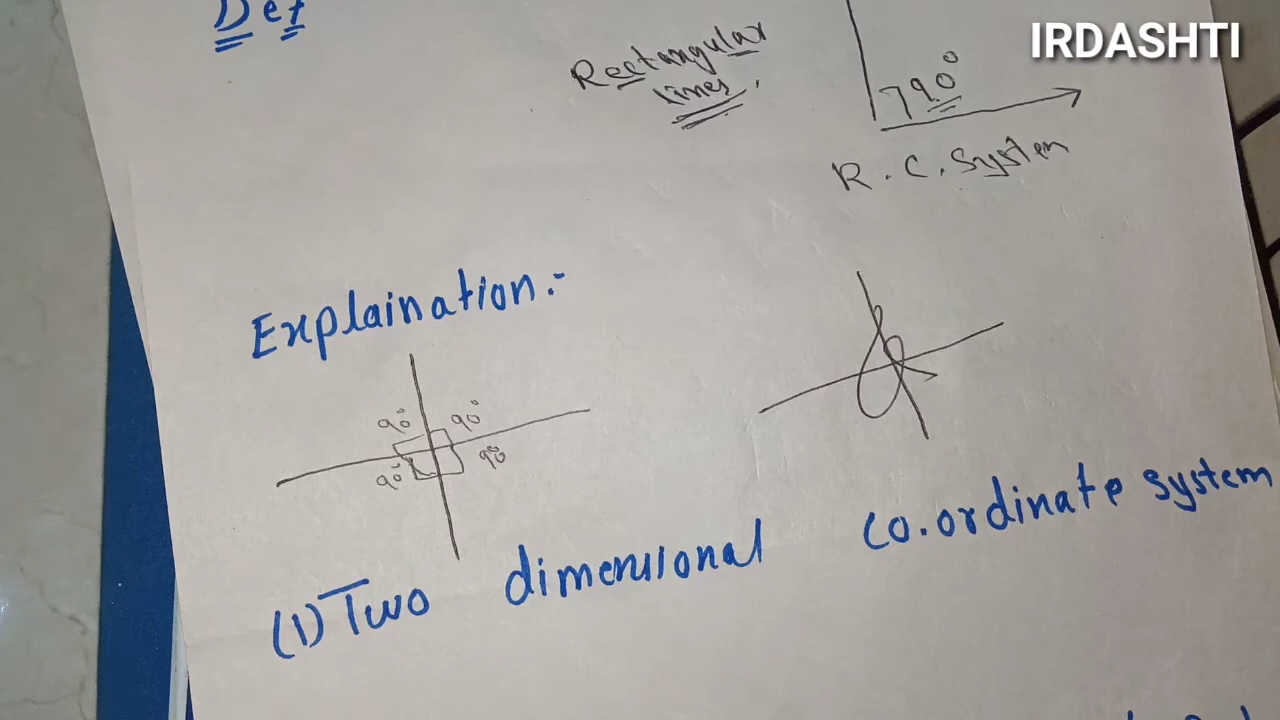 Def
IRDASHTI
Rectangular
lines.
90°
R.C. System
Explaination:-
90° 90°
90° 90°
(1) Two dimensional co.ordinate system